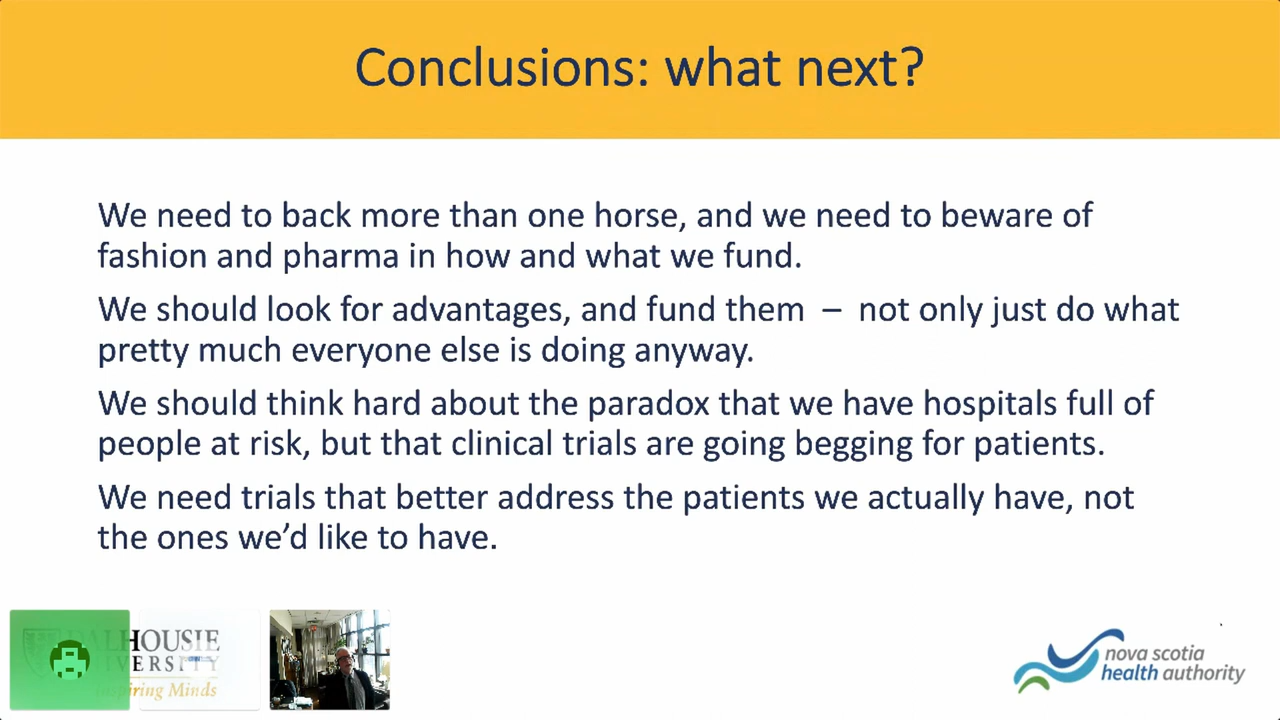 Conclusions: what next?
We need to back more than one horse, and we need to beware of
fashion and pharma in how and what we fund.
We should look for advantages, and fund them – not only just do what
pretty much everyone else is doing anyway.
We should think hard about the paradox that we have hospitals full of
people at risk, but that clinical trials are going begging for patients.
We need trials that better address the patients we actually have, not
the ones we’d like to have.
DALHOUSIE
UNIVERSITY
Inspiring Minds
nova scotia
health authority